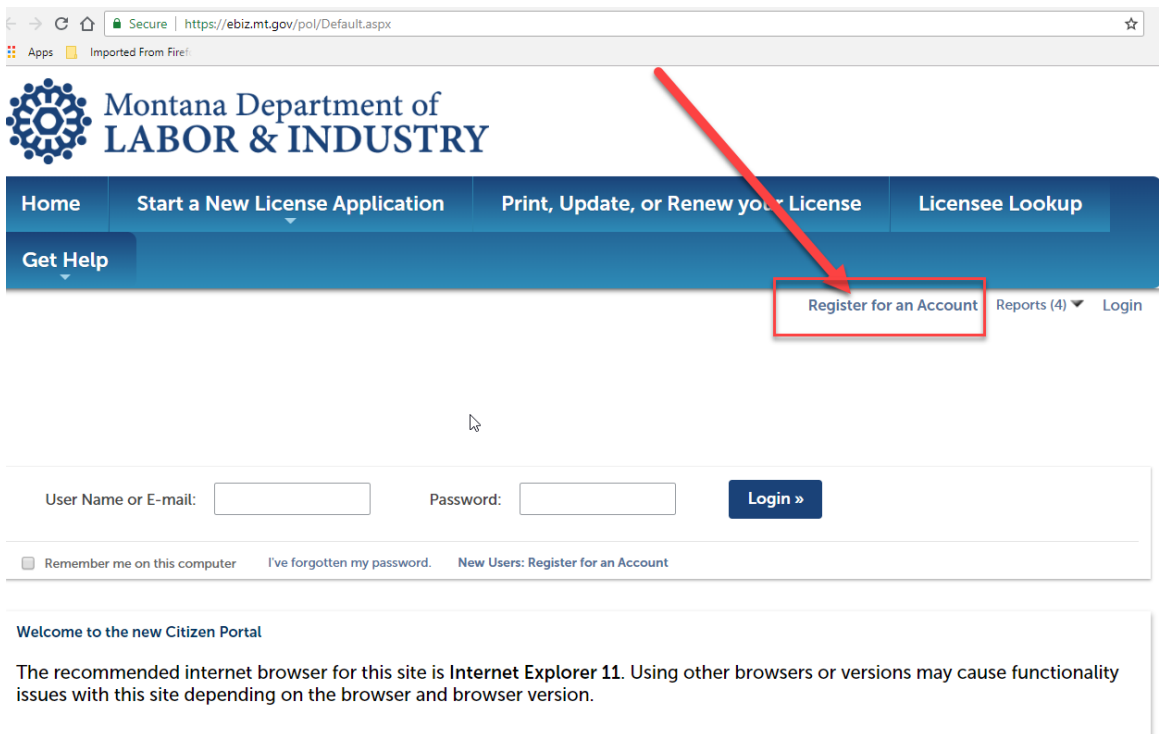 Secure | https://ebiz.mt.gov/pol/Default.aspx
Apps Imported From Firef
Montana Department of
LABOR & INDUSTRY
Home Start a New License Application Print, Update, or Renew your License Licensee Lookup
Get Help
Register for an Account Reports (4) Login
User Name or E-mail: Password: Login »
Remember me on this computer I've forgotten my password. New Users: Register for an Account
Welcome to the new Citizen Portal
The recommended internet browser for this site is Internet Explorer 11. Using other browsers or versions may cause functionality
issues with this site depending on the browser and browser version.